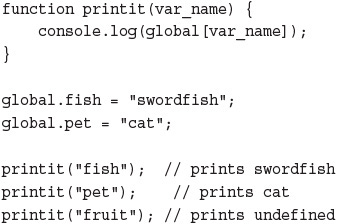 function printit(var_name) {
    console.log(global[var_name]);
}

global.fish = "swordfish";
global.pet = "cat";

printit("fish");  // prints swordfish
printit("pet");    // prints cat
printit("fruit"); // prints undefined